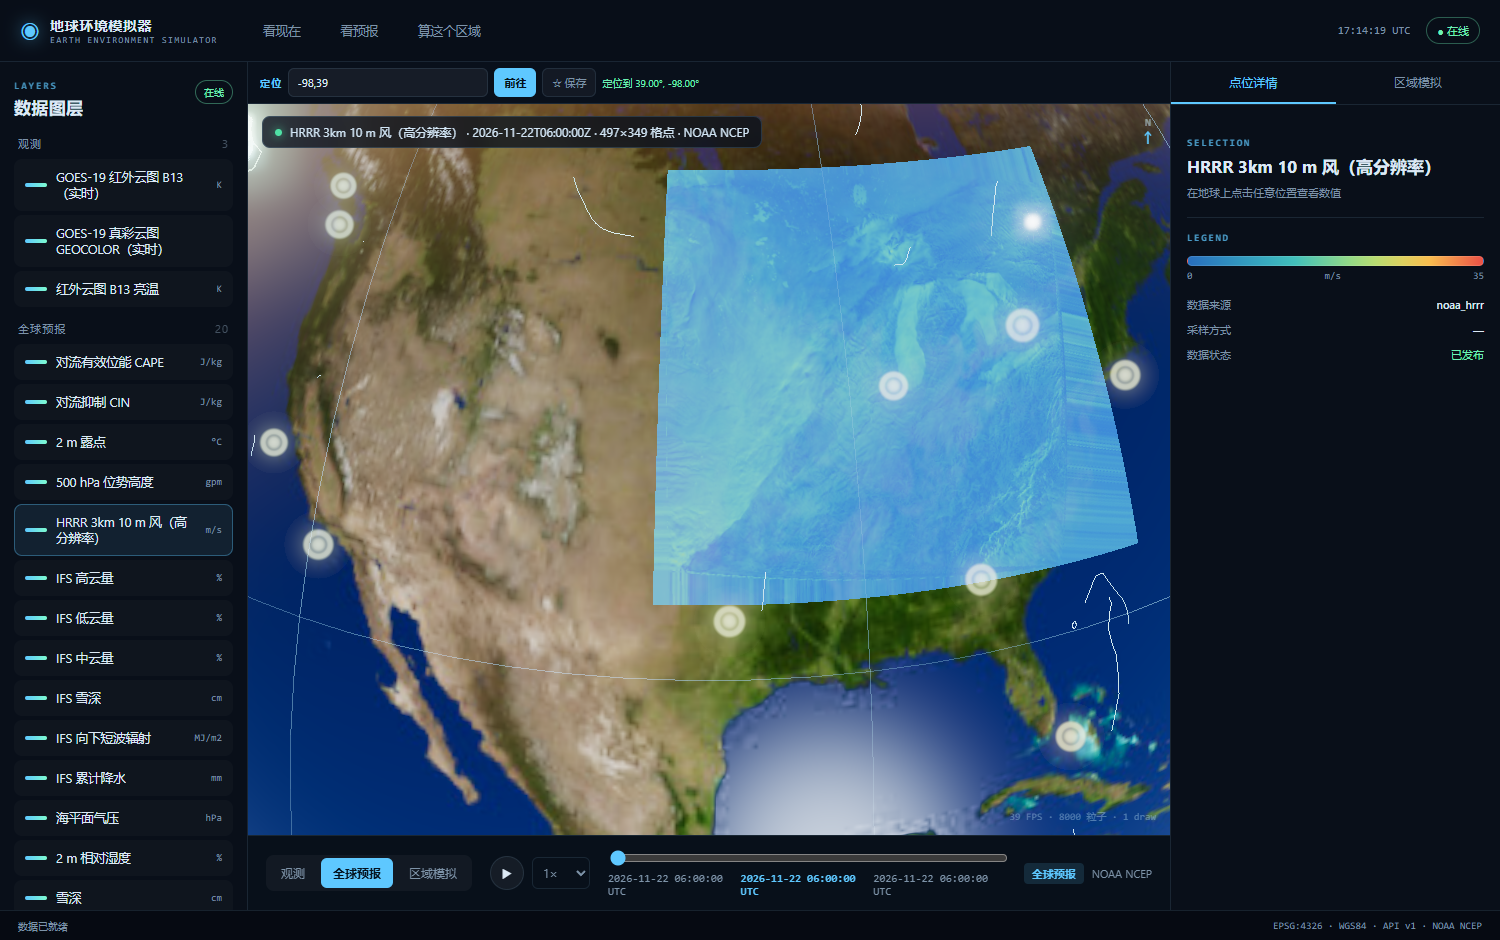 地球环境模拟器
EARTH ENVIRONMENT SIMULATOR
看现在
看预报
算这个区域
17:14:19 UTC
在线
LAYERS
数据图层
在线
观测
3
GOES-19 红外云图 B13
（实时）
K
GOES-19 真彩云图
GEOCOLOR（实时）
红外云图 B13 亮温
K
全球预报
20
对流有效位能 CAPE
J/kg
对流抑制 CIN
J/kg
2 m 露点
°C
500 hPa 位势高度
gpm
HRRR 3km 10 m 风（高
分辨率）
m/s
IFS 高云量
%
IFS 低云量
%
IFS 中云量
%
IFS 雪深
cm
IFS 向下短波辐射
MJ/m2
IFS 累计降水
mm
海平面气压
hPa
2 m 相对湿度
%
雪深
cm
定位
-98,39
前往
☆ 保存
定位到 39.00°, -98.00°
HRRR 3km 10 m 风（高分辨率） · 2026-11-22T06:00:00Z · 497×349 格点 · NOAA NCEP
N
39 FPS · 8000 粒子 · 1 draw
观测
全球预报
区域模拟
1×
2026-11-22 06:00:00
UTC
2026-11-22 06:00:00
UTC
2026-11-22 06:00:00
UTC
全球预报
NOAA NCEP
点位详情
区域模拟
SELECTION
HRRR 3km 10 m 风（高分辨率）
在地球上点击任意位置查看数值
LEGEND
0
m/s
35
数据来源
noaa_hrrr
采样方式
—
数据状态
已发布
数据已就绪
EPSG:4326 · WGS84 · API v1 · NOAA NCEP